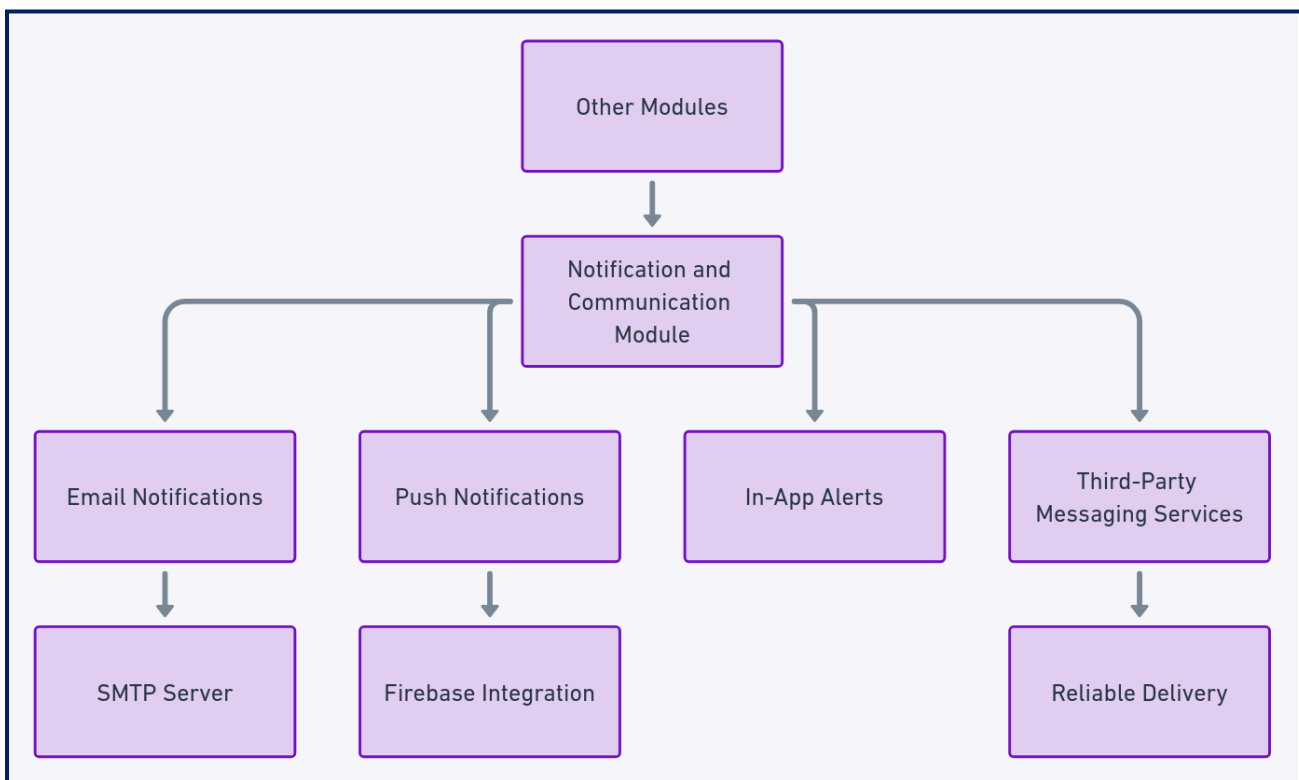 Other Modules
Notification and
Communication
Module
Email Notifications
Push Notifications
In-App Alerts
Third-Party
Messaging Services
SMTP Server
Firebase Integration
Reliable Delivery